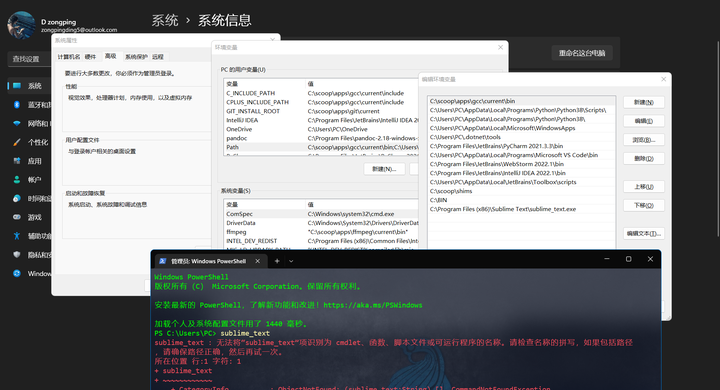 D zongping
zongpingding5@outlook.com
系统 › 系统信息
查找设置
系统
蓝牙和
网络和 I
个性化
应用
帐户
时间和语
游戏
辅助功
隐私和安
Window
重命名这台电脑
系统属性
计算机名 硬件 高级 系统保护 远程
要进行大多数更改，你必须作为管理员登录。
性能
视觉效果，处理器计划，内存使用，以及虚拟内存
用户配置文件
与登录帐户相关的桌面设置
启动和故障恢复
系统启动、系统故障和调试信息
环境变量
PC 的用户变量(U)
变量 值
C_INCLUDE_PATH C:\scoop\apps\gcc\current\include
CPLUS_INCLUDE_PATH C:\scoop\apps\gcc\current\include
GIT_INSTALL_ROOT C:\scoop\apps\git\current
IntelliJ IDEA C:\Program Files\JetBrains\IntelliJ IDEA
OneDrive C:\Users\PC\OneDrive
pandoc C:\Program Files\pandoc-2.18-windows-
Path C:\scoop\apps\gcc\current\bin;C:\Users\
新建(N)...
系统变量(S)
变量 值
ComSpec C:\Windows\system32\cmd.exe
DriverData C:\Windows\System32\Drivers\DriverDat
ffmpeg "C:\scoop\apps\ffmpeg\current\bin"
INTEL_DEV_REDIST C:\Program Files (x86)\Common Files\Int
编辑环境变量
C:\scoop\apps\gcc\current\bin
C:\Users\PC\AppData\Local\Programs\Python\Python38\Scripts\
C:\Users\PC\AppData\Local\Programs\Python\Python38\
C:\Users\PC\AppData\Local\Microsoft\WindowsApps
C:\Users\PC\.dotnet\tools
C:\Program Files\JetBrains\PyCharm 2021.3.3\bin
C:\Users\PC\AppData\Local\Programs\Microsoft VS Code\bin
C:\Program Files\JetBrains\WebStorm 2022.1\bin
C:\Program Files\JetBrains\IntelliJ IDEA 2022.1\bin
C:\Users\PC\AppData\Local\JetBrains\Toolbox\scripts
C:\scoop\shims
C:\BIN
C:\Program Files (x86)\Sublime Text\sublime_text.exe
新建(N)
编辑(E)
浏览(B)...
删除(D)
上移(U)
下移(O)
编辑文本(T)...
管理员: Windows PowerShell
Windows PowerShell
版权所有 (C) Microsoft Corporation。保留所有权利。
安装最新的 PowerShell，了解新功能和改进！https://aka.ms/PSWindows
加载个人及系统配置文件用了 1440 毫秒。
PS C:\Users\PC> sublime_text
sublime_text : 无法将“sublime_text”项识别为 cmdlet、函数、脚本文件或可运行程序的名称。请检查名称的拼写，如果包括路径
，请确保路径正确，然后再试一次。
所在位置 行:1 字符: 1
+ sublime_text
+ ~~~~~~~~~~~~